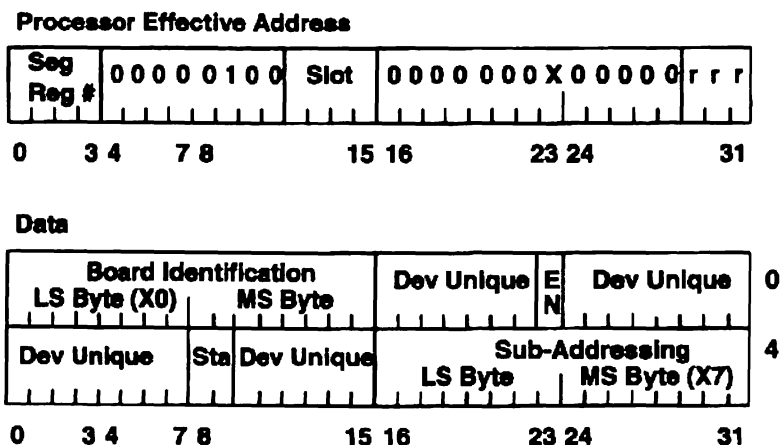 Processor Effective Address
Seg
Reg #
0 0 0 0 0 1 0 0
Slot
0 0 0 0 0 0 0 X 0 0 0 0 0 r r r
0 3 4 7 8 15 16 23 24 31
Data
Board Identification
LS Byte (X0) MS Byte
Dev Unique
E
N
Dev Unique
0
Dev Unique
Sta
Dev Unique
Sub-Addressing
LS Byte MS Byte (X7)
4
0 3 4 7 8 15 16 23 24 31